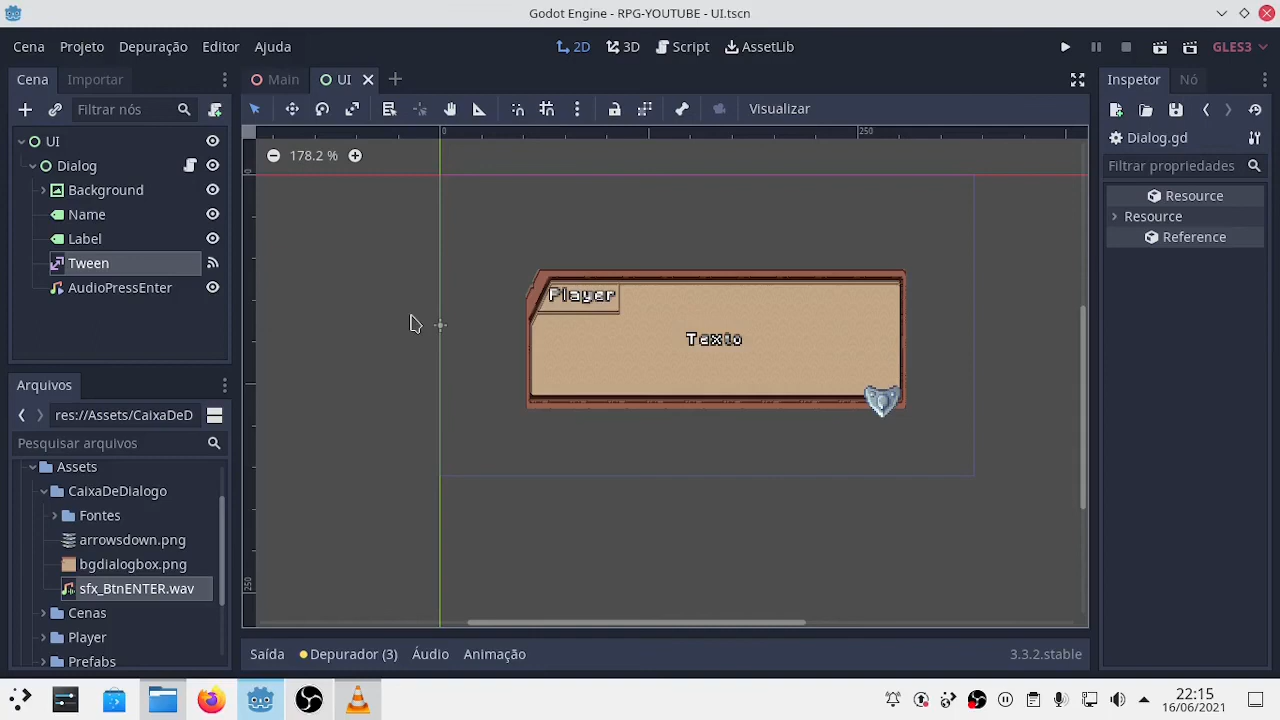 Godot Engine - RPG-YOUTUBE - UI.tscn
Cena Projeto Depuração Editor Ajuda 2D 3D Script AssetLib GLES3
Cena Importar Main UI Inspetor Nó
Filtrar nós Visualizar
UI Dialog.gd
0 250
178.2 %
Dialog Filtrar propriedades
Background Resource
Name Resource
Label Reference
Tween
AudioPressEnter
Player
Texto
Arquivos
res://Assets/CaixaDeD
Pesquisar arquivos
Assets
CaixaDeDialogo
Fontes
arrowsdown.png
bgdialogbox.png
sfx_BtnENTER.wav
250
Cenas
Player
Prefabs
Saída Depurador (3) Áudio Animação 3.3.2.stable
22:15
16/06/2021